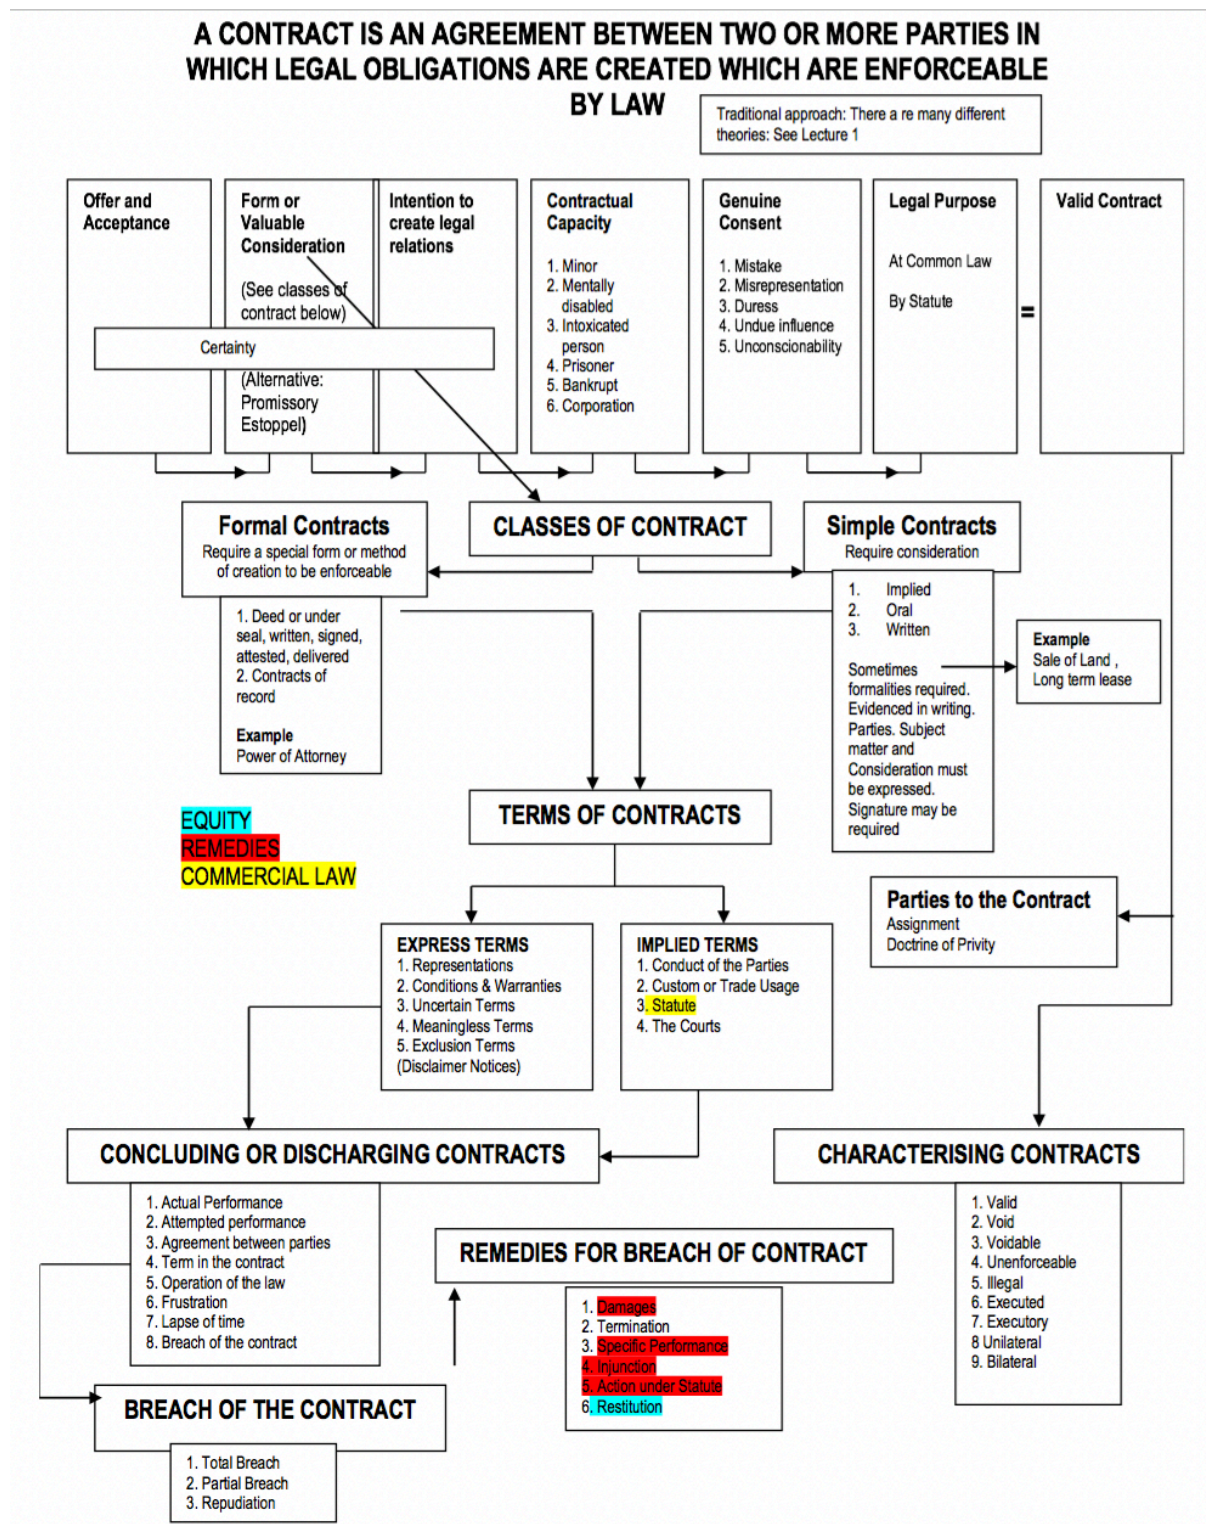 A CONTRACT IS AN AGREEMENT BETWEEN TWO OR MORE PARTIES IN
WHICH LEGAL OBLIGATIONS ARE CREATED WHICH ARE ENFORCEABLE
BY LAW
Traditional approach: There a re many different
theories: See Lecture 1
Offer and
Acceptance
Form or
Valuable
Consideration
(See classes of
contract below)
(Alternative:
Promissory
Estoppel)
Certainty
Intention to
create legal
relations
Contractual
Capacity
1. Minor
2. Mentally
disabled
3. Intoxicated
person
4. Prisoner
5. Bankrupt
6. Corporation
Genuine
Consent
1. Mistake
2. Misrepresentation
3. Duress
4. Undue influence
5. Unconscionability
Legal Purpose
At Common Law
By Statute
=
Valid Contract
Formal Contracts
Require a special form or method
of creation to be enforceable
1. Deed or under
seal, written, signed,
attested, delivered
2. Contracts of
record
Example
Power of Attorney
CLASSES OF CONTRACT
Simple Contracts
Require consideration
1. Implied
2. Oral
3. Written
Sometimes
formalities required.
Evidenced in writing.
Parties. Subject
matter and
Consideration must
be expressed.
Signature may be
required
Example
Sale of Land ,
Long term lease
EQUITY
REMEDIES
COMMERCIAL LAW
TERMS OF CONTRACTS
Parties to the Contract
Assignment
Doctrine of Privity
EXPRESS TERMS
1. Representations
2. Conditions & Warranties
3. Uncertain Terms
4. Meaningless Terms
5. Exclusion Terms
(Disclaimer Notices)
IMPLIED TERMS
1. Conduct of the Parties
2. Custom or Trade Usage
3. Statute
4. The Courts
CONCLUDING OR DISCHARGING CONTRACTS
1. Actual Performance
2. Attempted performance
3. Agreement between parties
4. Term in the contract
5. Operation of the law
6. Frustration
7. Lapse of time
8. Breach of the contract
CHARACTERISING CONTRACTS
1. Valid
2. Void
3. Voidable
4. Unenforceable
5. Illegal
6. Executed
7. Executory
8 Unilateral
9. Bilateral
REMEDIES FOR BREACH OF CONTRACT
1. Damages
2. Termination
3. Specific Performance
4. Injunction
5. Action under Statute
6. Restitution
BREACH OF THE CONTRACT
1. Total Breach
2. Partial Breach
3. Repudiation